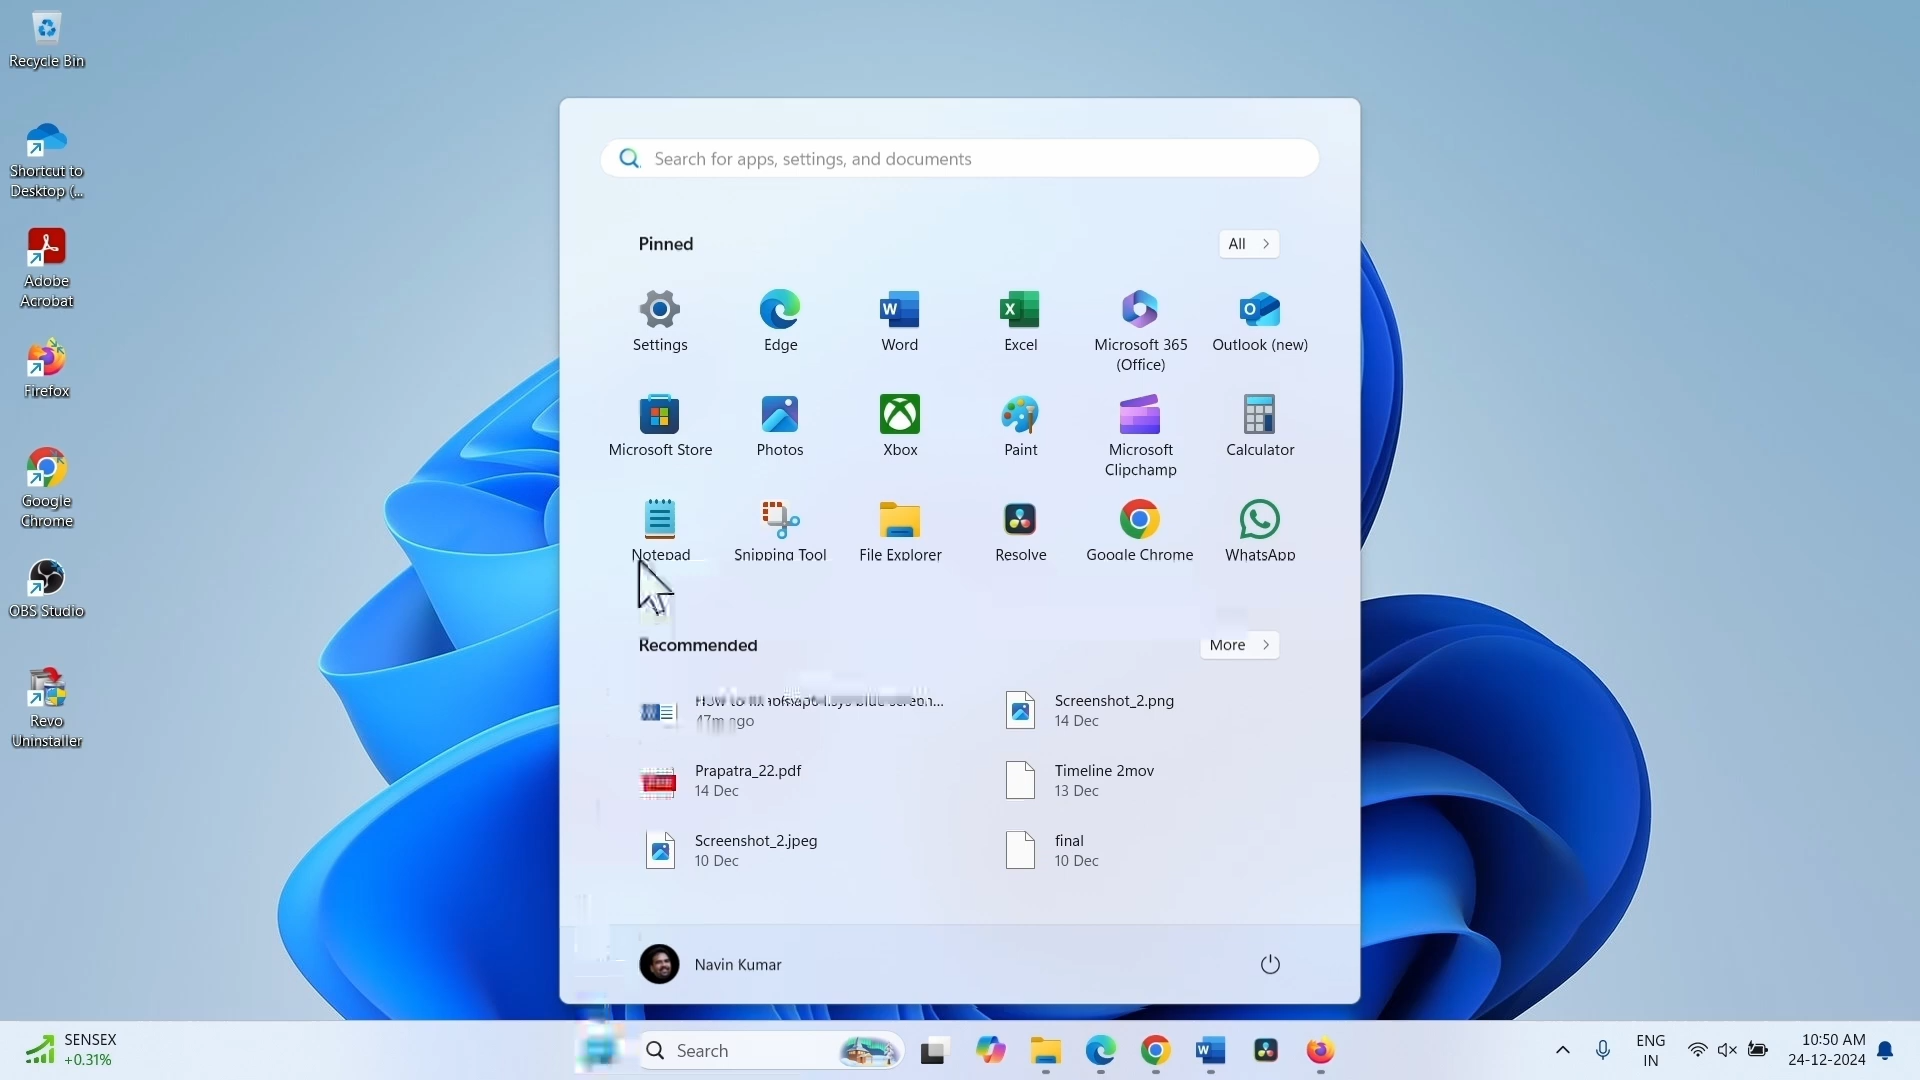 Recycle Bin
Shortcut to
Desktop (...
Adobe
Acrobat
Firefox
Google
Chrome
OBS Studio
Revo
Uninstaller
Search for apps, settings, and documents
Pinned
All
Settings
Edge
Word
Excel
Microsoft 365
(Office)
Outlook (new)
Microsoft Store
Photos
Xbox
Paint
Microsoft
Clipchamp
Calculator
Notepad
Snipping Tool
File Explorer
Resolve
Google Chrome
WhatsApp
Recommended
More
How to fix blue screen...
47m ago
Screenshot_2.png
14 Dec
Prapatra_22.pdf
14 Dec
Timeline 2mov
13 Dec
Screenshot_2.jpeg
10 Dec
final
10 Dec
Navin Kumar
SENSEX
+0.31%
Search
ENG
IN
10:50 AM
24-12-2024